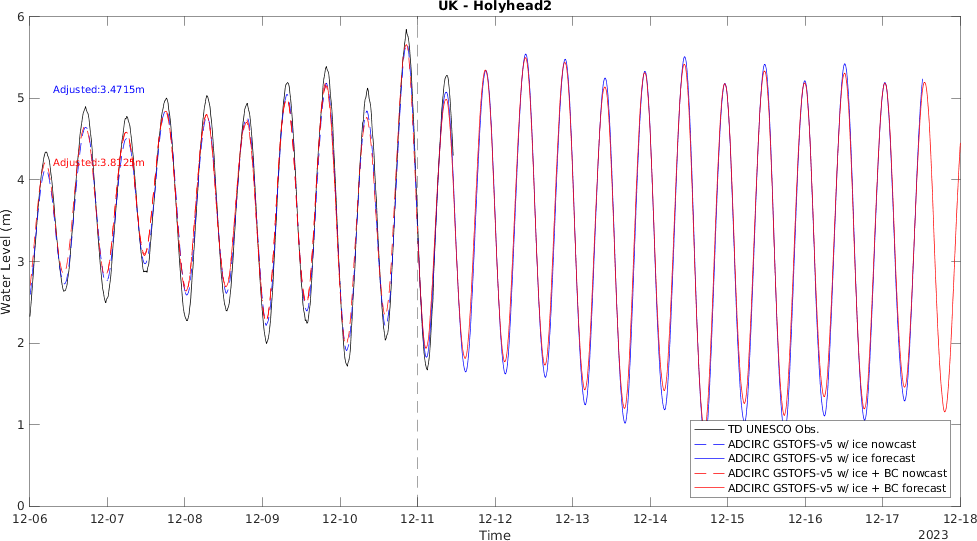 UK - Holyhead2
6
5
4
3
2
1
0
Water Level (m)
Adjusted:3.4715m
Adjusted:3.8125m
TD UNESCO Obs.
ADCIRC GSTOFS-v5 w/ ice nowcast
ADCIRC GSTOFS-v5 w/ ice forecast
ADCIRC GSTOFS-v5 w/ ice + BC nowcast
ADCIRC GSTOFS-v5 w/ ice + BC forecast
12-06 12-07 12-08 12-09 12-10 12-11 12-12 12-13 12-14 12-15 12-16 12-17 12-18
Time
2023